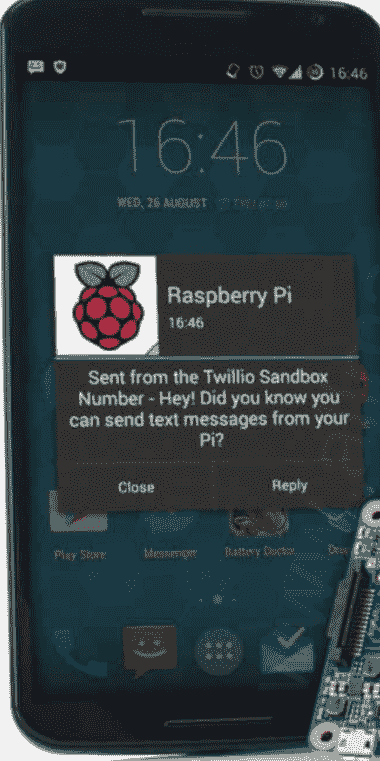 16:46
16:46
WED, 26 AUGUST
Raspberry Pi
16:46
Sent from the Twillio Sandbox
Number - Hey! Did you know you
can send text messages from your
Pi?
Close
Reply
Play Store
Messenger
Battery Doctor